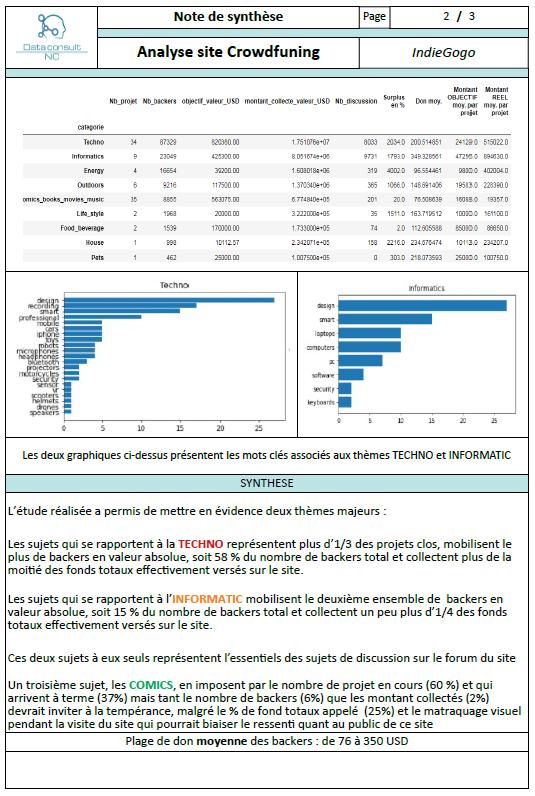 Dataconsult
NC
Note de synthèse
Page
2 / 3
Analyse site Crowdfuning
IndieGogo
Nb_projet Nb_backers objectif_valeur_USD montant_collecte_valeur_USD Nb_discussion Surplus en % Don moy. Montant OBJECTIF moy. par projet Montant REEL moy. par projet
categorie
Techno 34 87329 820380.00 1.751076e+07 8033 2034.0 200.514851 24129.0 515022.0
Informatics 9 23049 425300.00 8.051674e+06 9731 1793.0 349.328561 47256.0 894630.0
Energy 4 16654 39200.00 1.608018e+06 319 4002.0 96.554461 9800.0 402004.0
Outdoors 6 9216 117500.00 1.370340e+06 365 1066.0 148.691406 19583.0 228390.0
omics_books_movies_music 35 8855 563075.00 6.774840e+05 201 20.0 76.508639 16088.0 19357.0
Life_style 2 1968 20000.00 3.222000e+05 35 1511.0 163.719512 10000.0 161100.0
Food_beverage 2 1539 170000.00 1.733000e+05 74 2.0 112.605588 85000.0 86650.0
House 1 998 10112.57 2.342071e+05 158 2216.0 234.676474 10113.0 234207.0
Pets 1 462 25000.00 1.007500e+05 0 303.0 218.073593 25000.0 100750.0
Techno
design
recording
smart
professional
mobile
cars
iphone
toys
robots
microphones
headphones
bluetooth
projectors
motorcycles
security
sensor
vr
scooters
helmets
drones
speakers
0 5 10 15 20 25
Informatics
design
smart
laptops
computers
pc
software
security
keyboards
0 5 10 15 20 25
Les deux graphiques ci-dessus présentent les mots clés associés aux thèmes TECHNO et INFORMATIC
SYNTHESE
L'étude réalisée a permis de mettre en évidence deux thèmes majeurs :
Les sujets qui se rapportent à la TECHNO représentent plus d'1/3 des projets clos, mobilisent le
plus de backers en valeur absolue, soit 58 % du nombre de backers total et collectent plus de la
moitié des fonds totaux effectivement versés sur le site.
Les sujets qui se rapportent à l'INFORMATIC mobilisent le deuxième ensemble de backers en
valeur absolue, soit 15 % du nombre de backers total et collectent un peu plus d'1/4 des fonds
totaux effectivement versés sur le site.
Ces deux sujets à eux seuls représentent l'essentiels des sujets de discussion sur le forum du site
Un troisième sujet, les COMICS, en imposent par le nombre de projet en cours (60 %) et qui
arrivent à terme (37%) mais tant le nombre de backers (6%) que les montant collectés (2%)
devrait inviter à la tempérance, malgré le % de fond totaux appelé (25%) et le matraquage visuel
pendant la visite du site qui pourrait biaiser le ressenti quant au public de ce site
Plage de don moyenne des backers : de 76 à 350 USD